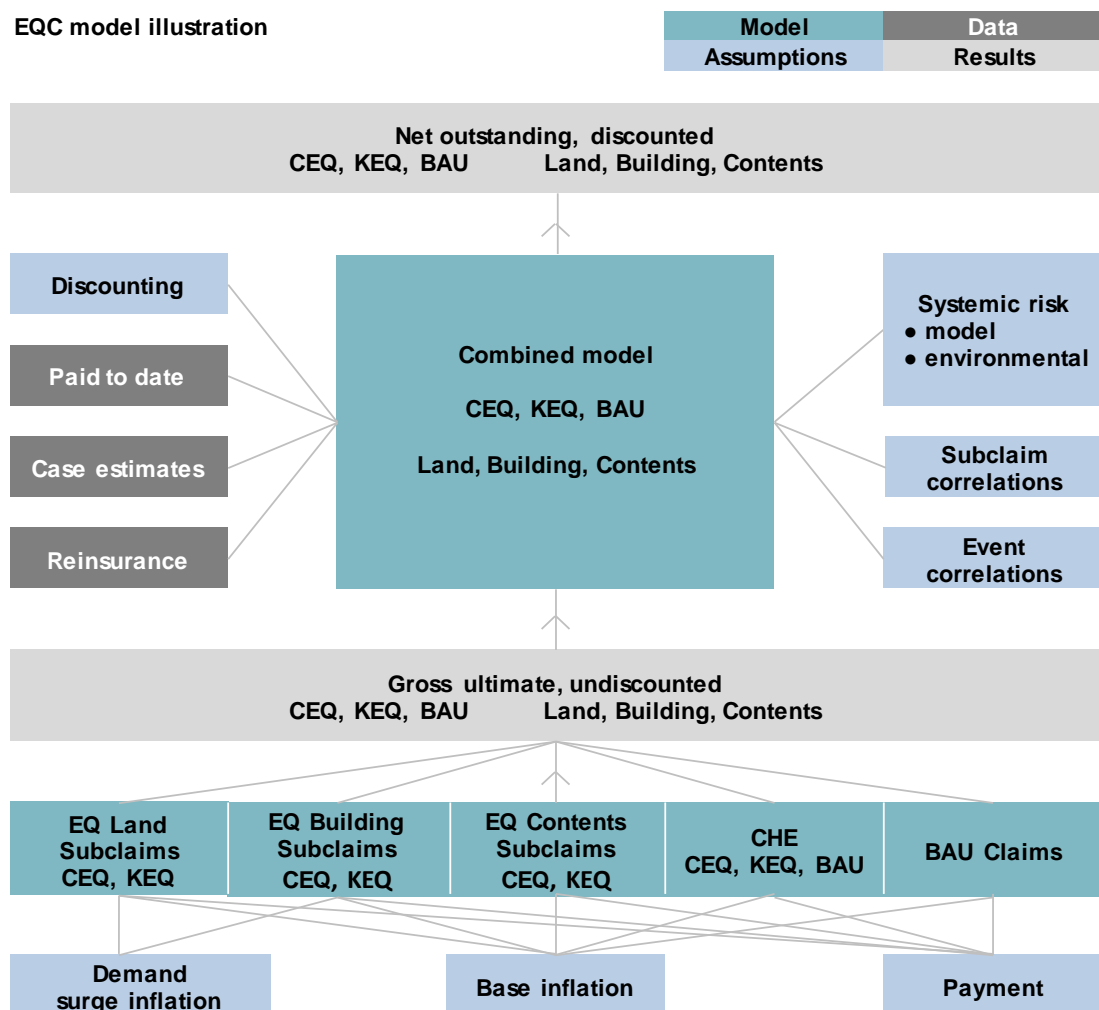 EQC model illustration
Model
Data
Assumptions
Results
Net outstanding, discounted
CEQ, KEQ, BAU Land, Building, Contents
Discounting
Paid to date
Case estimates
Reinsurance
Combined model
CEQ, KEQ, BAU
Land, Building, Contents
Systemic risk
● model
● environmental
Subclaim
correlations
Event
correlations
Gross ultimate, undiscounted
CEQ, KEQ, BAU Land, Building, Contents
EQ Land
Subclaims
CEQ, KEQ
EQ Building
Subclaims
CEQ, KEQ
EQ Contents
Subclaims
CEQ, KEQ
CHE
CEQ, KEQ, BAU
BAU Claims
Demand
surge inflation
Base inflation
Payment